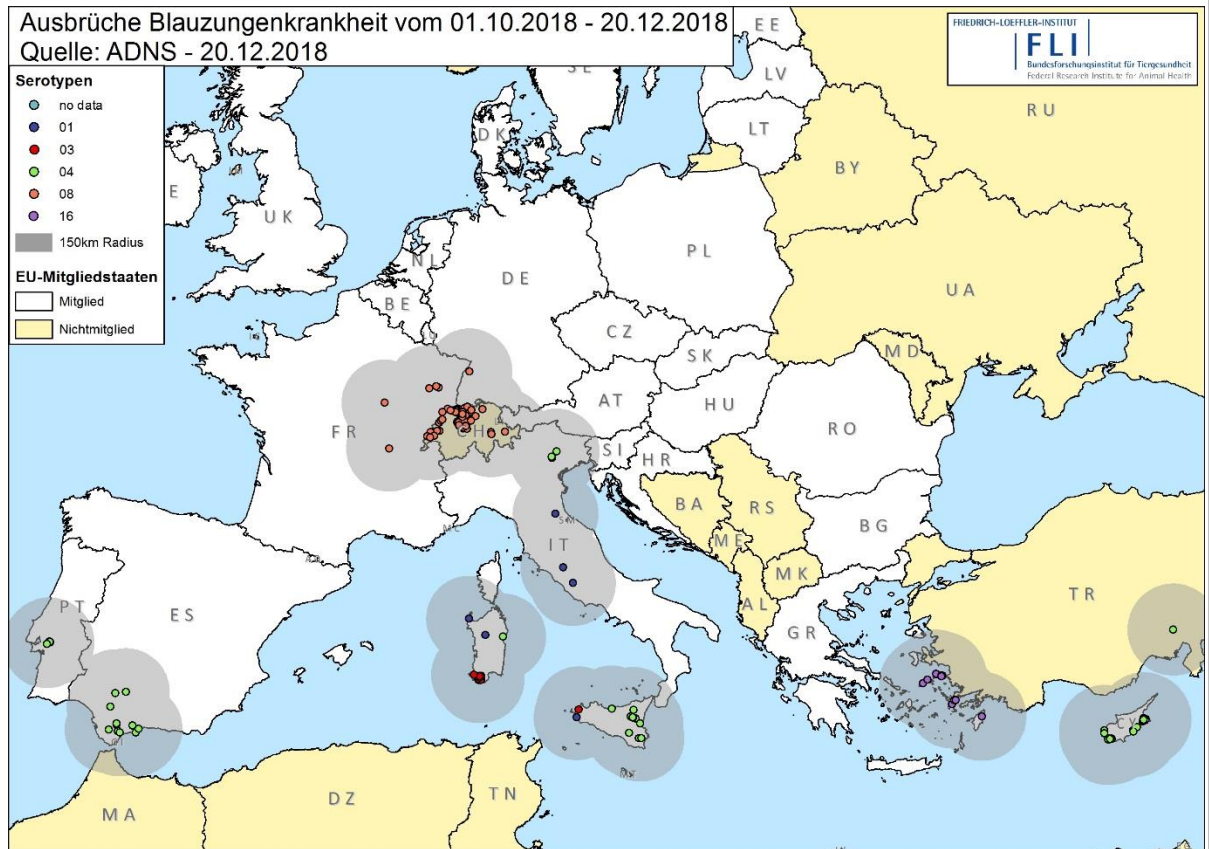 Ausbrüche Blauzungenkrankheit vom 01.10.2018 - 20.12.2018
Quelle: ADNS - 20.12.2018
FRIEDRICH-LOEFFLER-INSTITUT
FLI
Bundesforschungsinstitut für Tiergesundheit
Federal Research Institute for Animal Health
Serotypen
no data
01
03
04
08
16
150km Radius
EU-Mitgliedstaaten
Mitglied
Nichtmitglied
EE
LV
RU
DK
LT
BY
E
UK
NL
PL
DE
UA
BE
CZ
SK
MD
AT
HU
FR
CH
RO
SI
HR
BA
RS
SM
IT
BG
ME
MK
PT
ES
AL
TR
GR
CY
MT
DZ
TN
MA